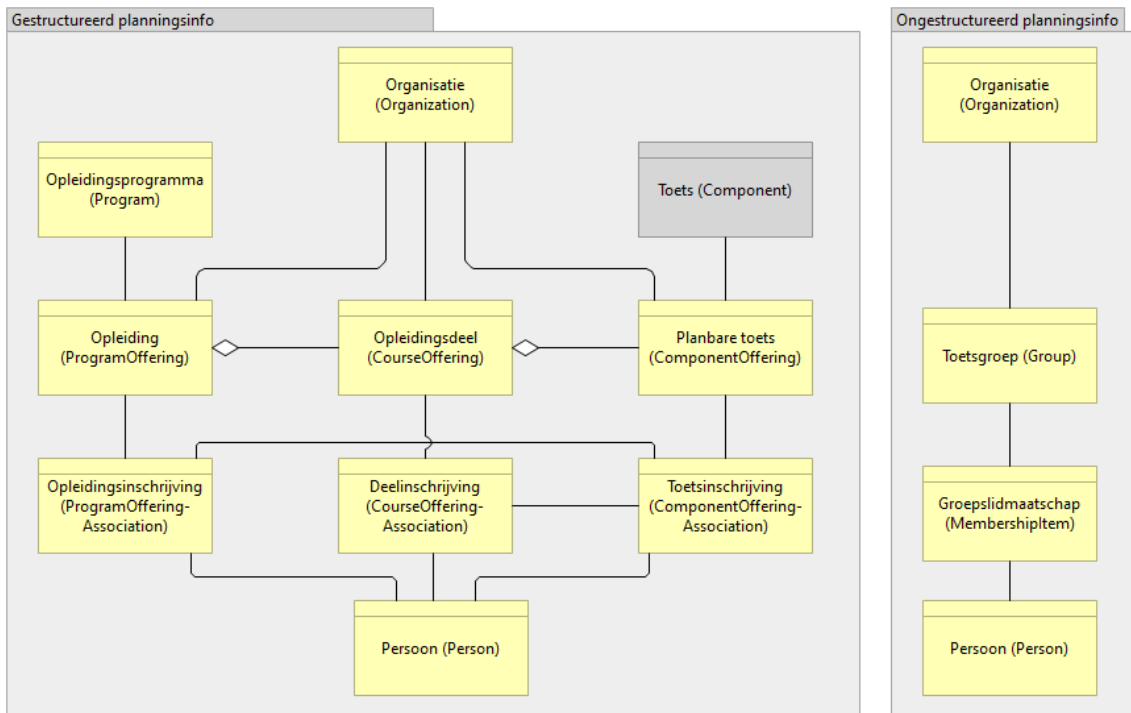 Gestructureerd planningsinfo
Organisatie
(Organization)
Opleidingsprogramma
(Program)
Toets (Component)
Opleiding
(ProgramOffering)
Opleidingsdeel
(CourseOffering)
Planbare toets
(ComponentOffering)
Opleidingsinschrijving
(ProgramOffering-
Association)
Deelinschrijving
(CourseOffering-
Association)
Toetsinschrijving
(ComponentOffering-
Association)
Persoon (Person)
Ongestructureerd planningsinfo
Organisatie
(Organization)
Toetsgroep (Group)
Groepslidmaatschap
(MembershipItem)
Persoon (Person)